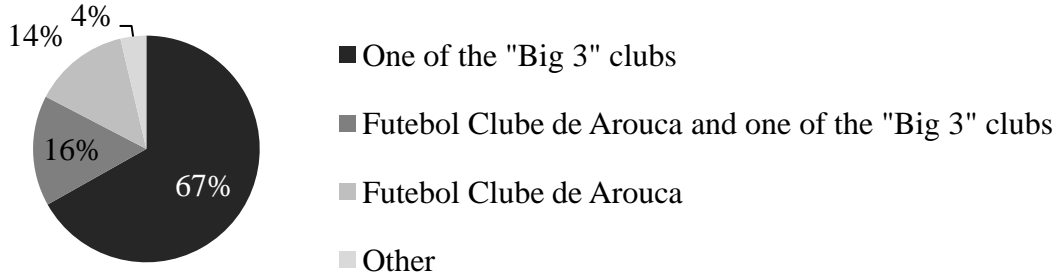 4%
14%
16%
67%
One of the "Big 3" clubs
Futebol Clube de Arouca and one of the "Big 3" clubs
Futebol Clube de Arouca
Other